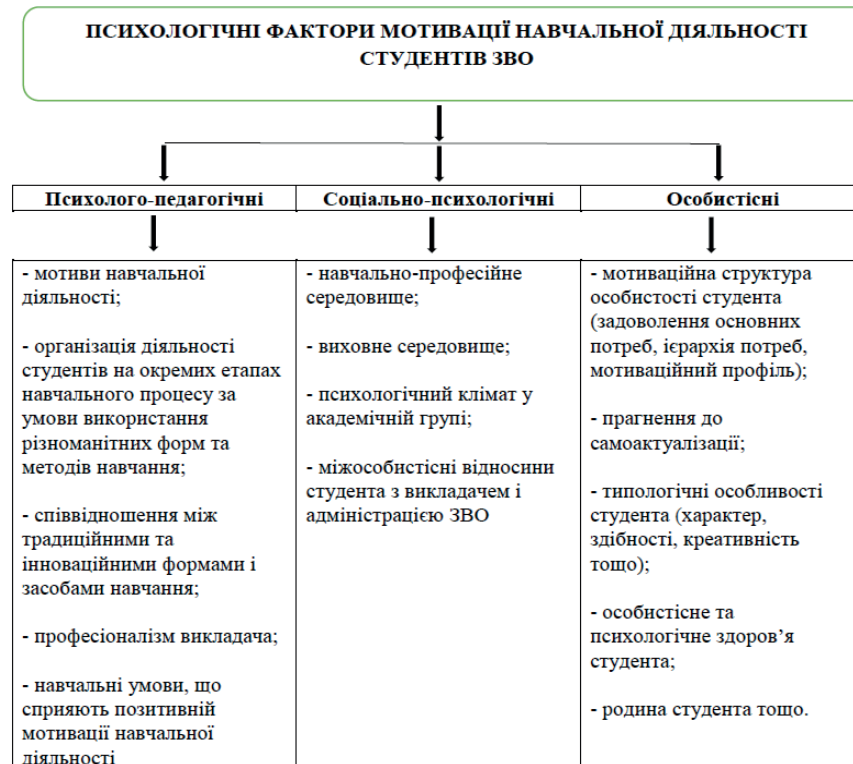 ПСИХОЛОГІЧНІ ФАКТОРИ МОТИВАЦІЇ НАВЧАЛЬНОЇ ДІЯЛЬНОСТІ
СТУДЕНТІВ ЗВО
Психолого-педагогічні
Соціально-психологічні
Особистісні
- мотиви навчальної
діяльності;
- організація діяльності
студентів на окремих етапах
навчального процесу за
умови використання
різноманітних форм та
методів навчання;
- співвідношення між
традиційними та
інноваційними формами і
засобами навчання;
- професіоналізм викладача;
- навчальні умови, що
сприяють позитивній
мотивації навчальної
діяльності
- навчально-професійне
середовище;
- виховне середовище;
- психологічний клімат у
академічній групі;
- міжособистісні відносини
студента з викладачем і
адміністрацією ЗВО
- мотиваційна структура
особистості студента
(задоволення основних
потреб, ієрархія потреб,
мотиваційний профіль);
- прагнення до
самоактуалізації;
- типологічні особливості
студента (характер,
здібності, креативність
тощо);
- особистісне та
психологічне здоров’я
студента;
- родина студента тощо.